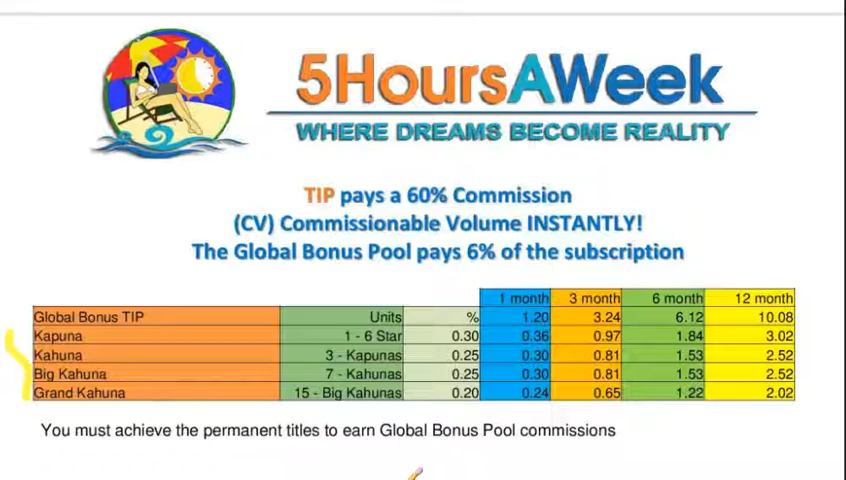 5HoursAWeek
WHERE DREAMS BECOME REALITY
TIP pays a 60% Commission
(CV) Commissionable Volume INSTANTLY!
The Global Bonus Pool pays 6% of the subscription
1 month 3 month 6 month 12 month
Global Bonus TIP Units % 1.20 3.24 6.12 10.08
Kapuna 1 - 6 Star 0.30 0.36 0.97 1.84 3.02
Kahuna 3 - Kapunas 0.25 0.30 0.81 1.53 2.52
Big Kahuna 7 - Kahunas 0.25 0.30 0.81 1.53 2.52
Grand Kahuna 15 - Big Kahunas 0.20 0.24 0.65 1.22 2.02
You must achieve the permanent titles to earn Global Bonus Pool commissions